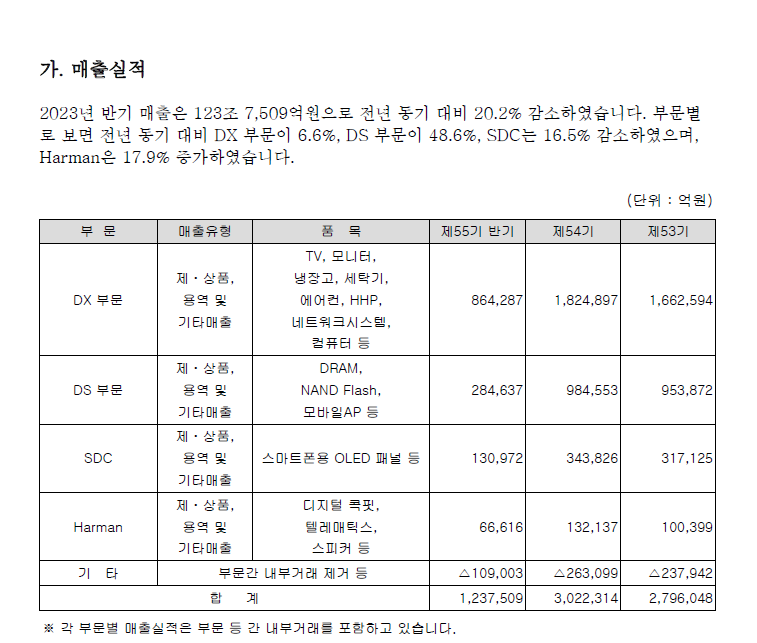 가. 매출실적
2023년 반기 매출은 123조 7,509억원으로 전년 동기 대비 20.2% 감소하였습니다. 부문별
로 보면 전년 동기 대비 DX 부문이 6.6%, DS 부문이 48.6%, SDC는 16.5% 감소하였으며,
Harman은 17.9% 증가하였습니다.
(단위 : 억원)
부 문 매출유형 품 목 제55기 반기 제54기 제53기
DX 부문
제ㆍ상품,
용역 및
기타매출
TV, 모니터,
냉장고, 세탁기,
에어컨, HHP,
네트워크시스템,
컴퓨터 등
864,287 1,824,897 1,662,594
DS 부문
제ㆍ상품,
용역 및
기타매출
DRAM,
NAND Flash,
모바일AP 등
284,637 984,553 953,872
SDC
제ㆍ상품,
용역 및
기타매출
스마트폰용 OLED 패널 등
130,972 343,826 317,125
Harman
제ㆍ상품,
용역 및
기타매출
디지털 콕핏,
텔레매틱스,
스피커 등
66,616 132,137 100,399
기 타 부문간 내부거래 제거 등 △109,003 △263,099 △237,942
합 계 1,237,509 3,022,314 2,796,048
※ 각 부문별 매출실적은 부문 등 간 내부거래를 포함하고 있습니다.